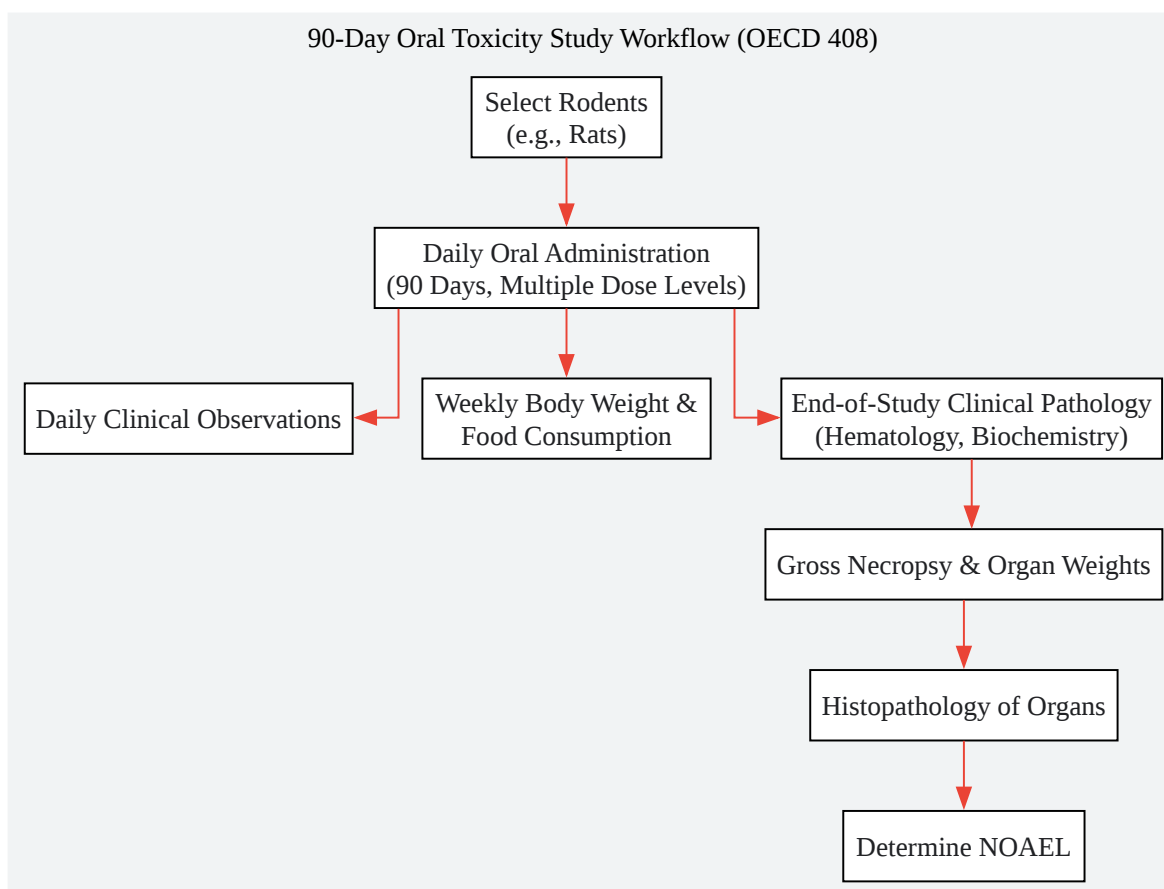 90-Day Oral Toxicity Study Workflow (OECD 408)
Select Rodents
(e.g., Rats)
Daily Oral Administration
(90 Days, Multiple Dose Levels)
Daily Clinical Observations
Weekly Body Weight &
Food Consumption
End-of-Study Clinical Pathology
(Hematology, Biochemistry)
Gross Necropsy & Organ Weights
Histopathology of Organs
Determine NOAEL